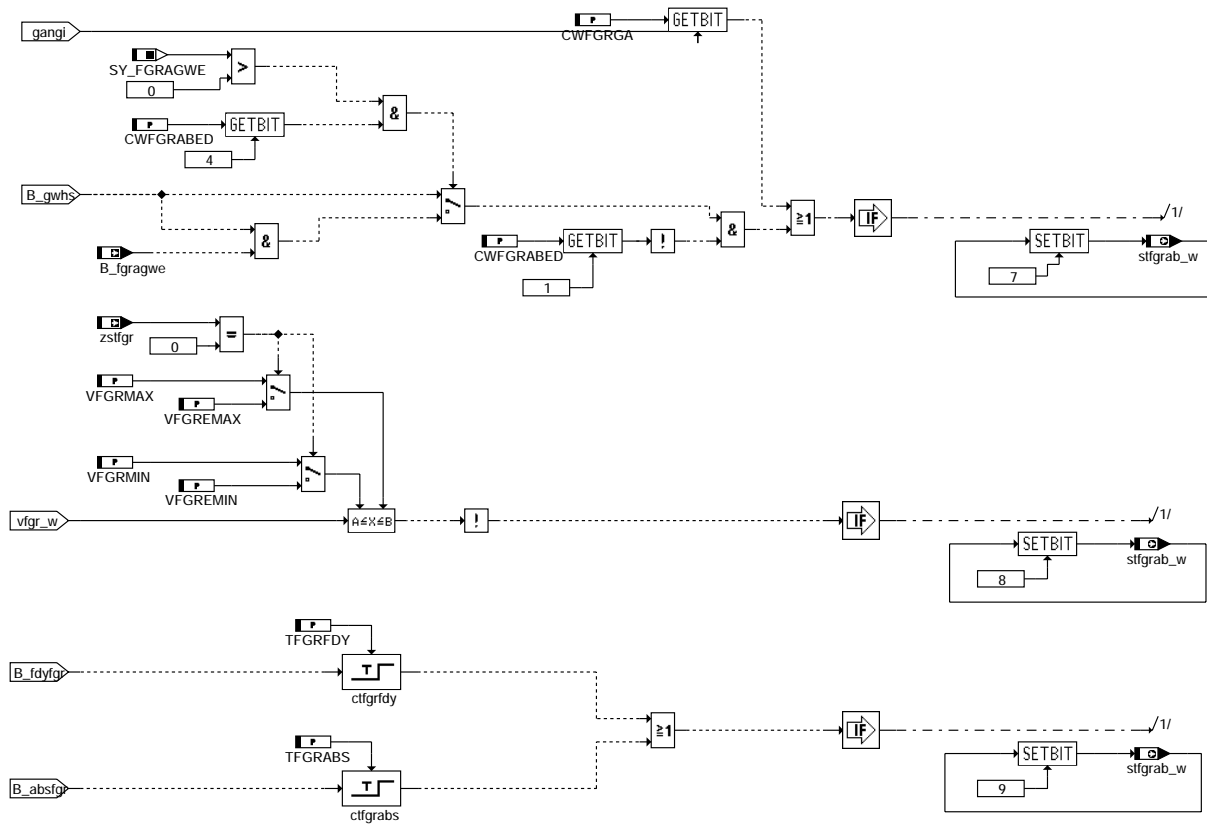 gangi
P
CWFGRGA
GETBIT
SY_FGRAGWE
0
>
&
P
CWFGRABED
GETBIT
4
B_gwhs
&
B_fgragwe
P
CWFGRABED
GETBIT
1
!
&
≥1
IF
/1/
SETBIT
7
stfgrab_w
zstfgr
0
=
P
VFGRMAX
P
VFGREMAX
P
VFGRMIN
P
VFGREMIN
vfgr_w
A≤X≤B
!
IF
/1/
SETBIT
8
stfgrab_w
P
TFGRFDY
B_fdyfgr
T
ctfgrfdy
P
TFGRABS
B_absfgr
T
ctfgrabs
≥1
IF
/1/
SETBIT
9
stfgrab_w